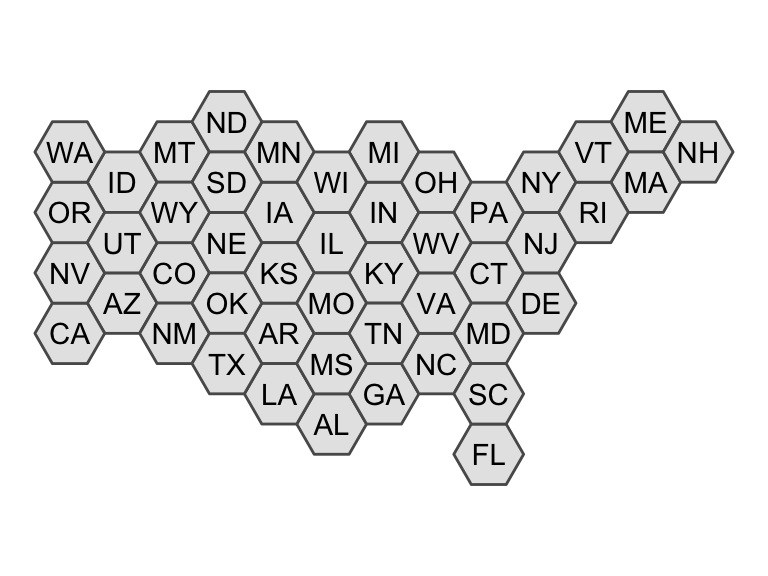 ME
ND
WA MT MN MI VT NH
ID SD WI OH NY MA
OR WY IA IN PA RI
UT NE IL WV NJ
NV CO KS KY CT
AZ OK MO VA DE
CA NM AR TN MD
TX MS NC
LA GA SC
AL
FL